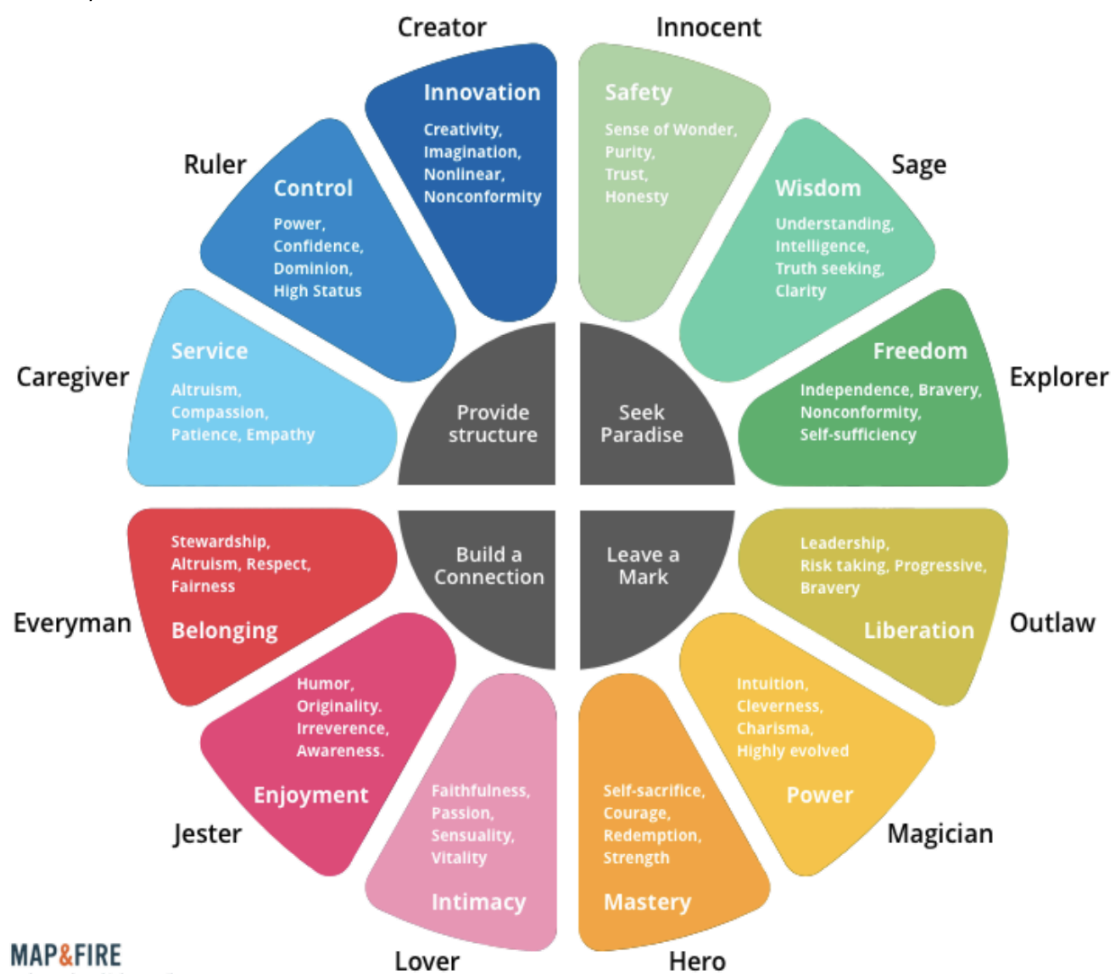 Creator
Innovation
Creativity,
Imagination,
Nonlinear,
Nonconformity
Innocent
Safety
Sense of Wonder,
Purity,
Trust,
Honesty
Ruler
Control
Power,
Confidence,
Dominion,
High Status
Sage
Wisdom
Understanding,
Intelligence,
Truth seeking,
Clarity
Caregiver
Service
Altruism,
Compassion,
Patience, Empathy
Explorer
Freedom
Independence, Bravery,
Nonconformity,
Self-sufficiency
Provide
structure
Seek
Paradise
Build a
Connection
Leave a
Mark
Everyman
Stewardship,
Altruism, Respect,
Fairness
Belonging
Outlaw
Leadership,
Risk taking, Progressive,
Bravery
Liberation
Jester
Humor,
Originality.
Irreverence,
Awareness.
Enjoyment
Magician
Intuition,
Cleverness,
Charisma,
Highly evolved
Power
Lover
Faithfulness,
Passion,
Sensuality,
Vitality
Intimacy
Hero
Self-sacrifice,
Courage,
Redemption,
Strength
Mastery
MAP&FIRE